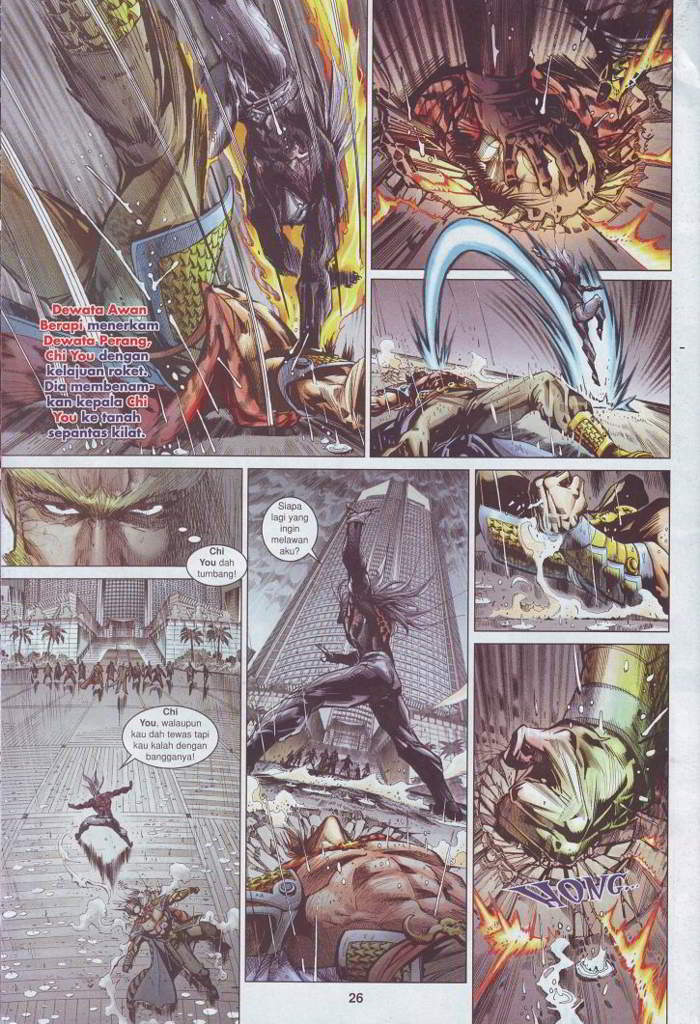 Dewata Awan
Berapi menerkam
Dewata Perang,
Chi You dengan
kelajuan roket.
Dia membenam-
kan kepala Chi
You ke tanah
sepantas kilat.
Chi
You dah
tumbang!
Chi
You, walaupun
kau dah tewas tapi
kau kalah dengan
bangganya!
Siapa
lagi yang
ingin
melawan
aku?
WONG...
26